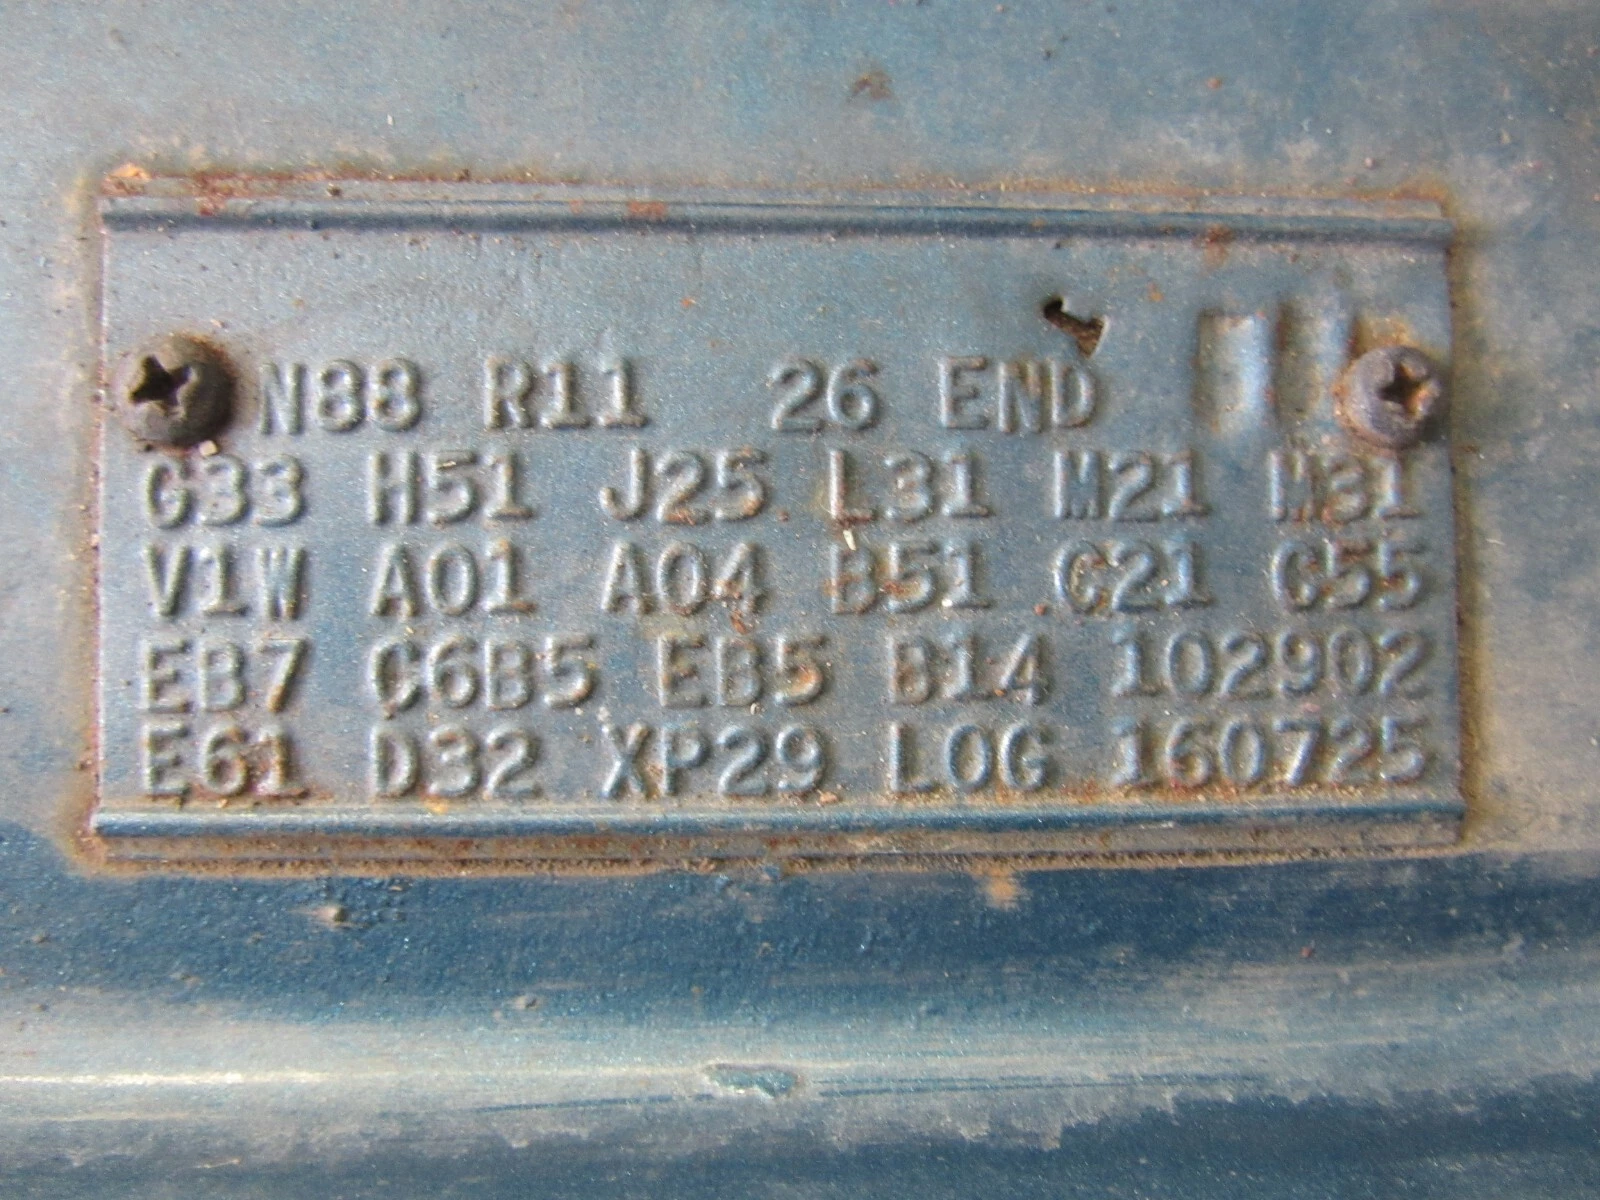 N88 R11 26 END
G33 H51 J25 L31 M21 M31
V1W A01 A04 B51 C21 C55
EB7 C6B5 EB5 B14 102902
E61 D32 XP29 LOG 160725